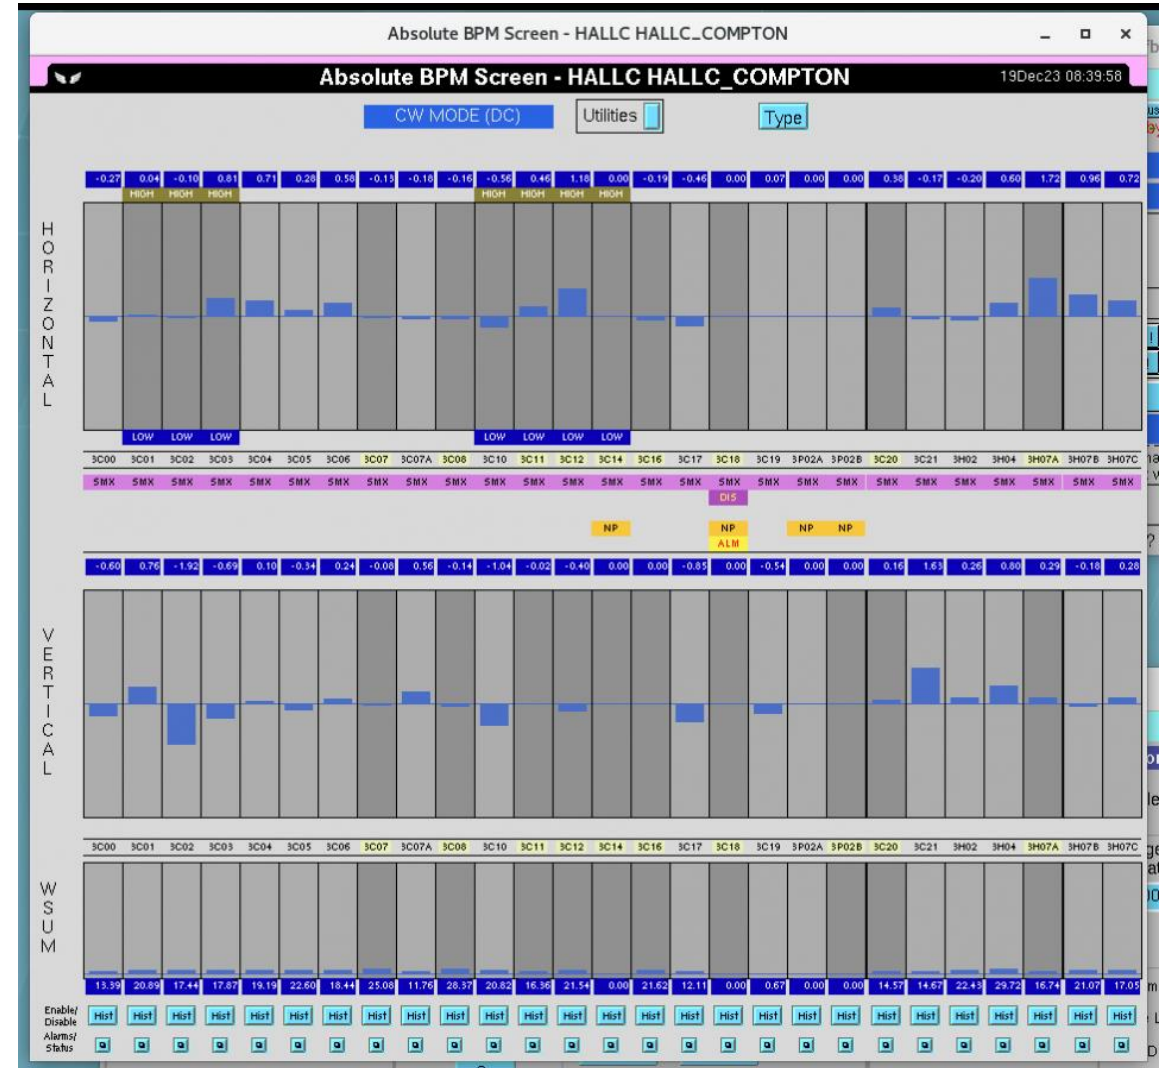 Absolute BPM Screen - HALLC HALLC_COMPTON
Absolute BPM Screen - HALLC HALLC_COMPTON 19Dec23 08:39:58
CW MODE (DC) Utilities Type
-0.27 0.04 -0.10 0.81 0.71 0.28 0.58 -0.13 -0.18 -0.16 -0.56 0.46 1.18 0.00 -0.19 -0.46 0.00 0.07 0.00 0.00 0.38 -0.17 -0.20 0.60 1.72 0.96 0.72
HIGH HIGH HIGH HIGH HIGH HIGH HIGH
HORIZONTAL
LOW LOW LOW LOW LOW LOW LOW
3C00 3C01 3C02 3C03 3C04 3C05 3C06 3C07 3C07A 3C08 3C10 3C11 3C12 3C14 3C16 3C17 3C18 3C19 3P02A 3P02B 3C20 3C21 3H02 3H04 3H07A 3H07B 3H07C
SMX SMX SMX SMX SMX SMX SMX SMX SMX SMX SMX SMX SMX SMX SMX SMX SMX SMX SMX SMX SMX SMX SMX SMX SMX SMX SMX
DIS
NP NP NP NP
ALM
-0.60 0.76 -1.92 -0.69 0.10 -0.34 0.24 -0.08 0.56 -0.14 -1.04 -0.02 -0.40 0.00 0.00 -0.85 0.00 -0.54 0.00 0.00 0.16 1.63 0.26 0.80 0.29 -0.18 0.28
VERTICAL
3C00 3C01 3C02 3C03 3C04 3C05 3C06 3C07 3C07A 3C08 3C10 3C11 3C12 3C14 3C16 3C17 3C18 3C19 3P02A 3P02B 3C20 3C21 3H02 3H04 3H07A 3H07B 3H07C
WSUM
13.39 20.89 17.44 17.87 19.19 22.60 18.44 25.08 11.76 28.37 20.82 16.36 21.54 0.00 21.62 12.11 0.00 0.67 0.00 0.00 14.57 14.67 22.43 29.72 16.74 21.07 17.05
Enable/
Disable
Hist Hist Hist Hist Hist Hist Hist Hist Hist Hist Hist Hist Hist Hist Hist Hist Hist Hist Hist Hist Hist Hist Hist Hist Hist Hist Hist
Alarms/
Status